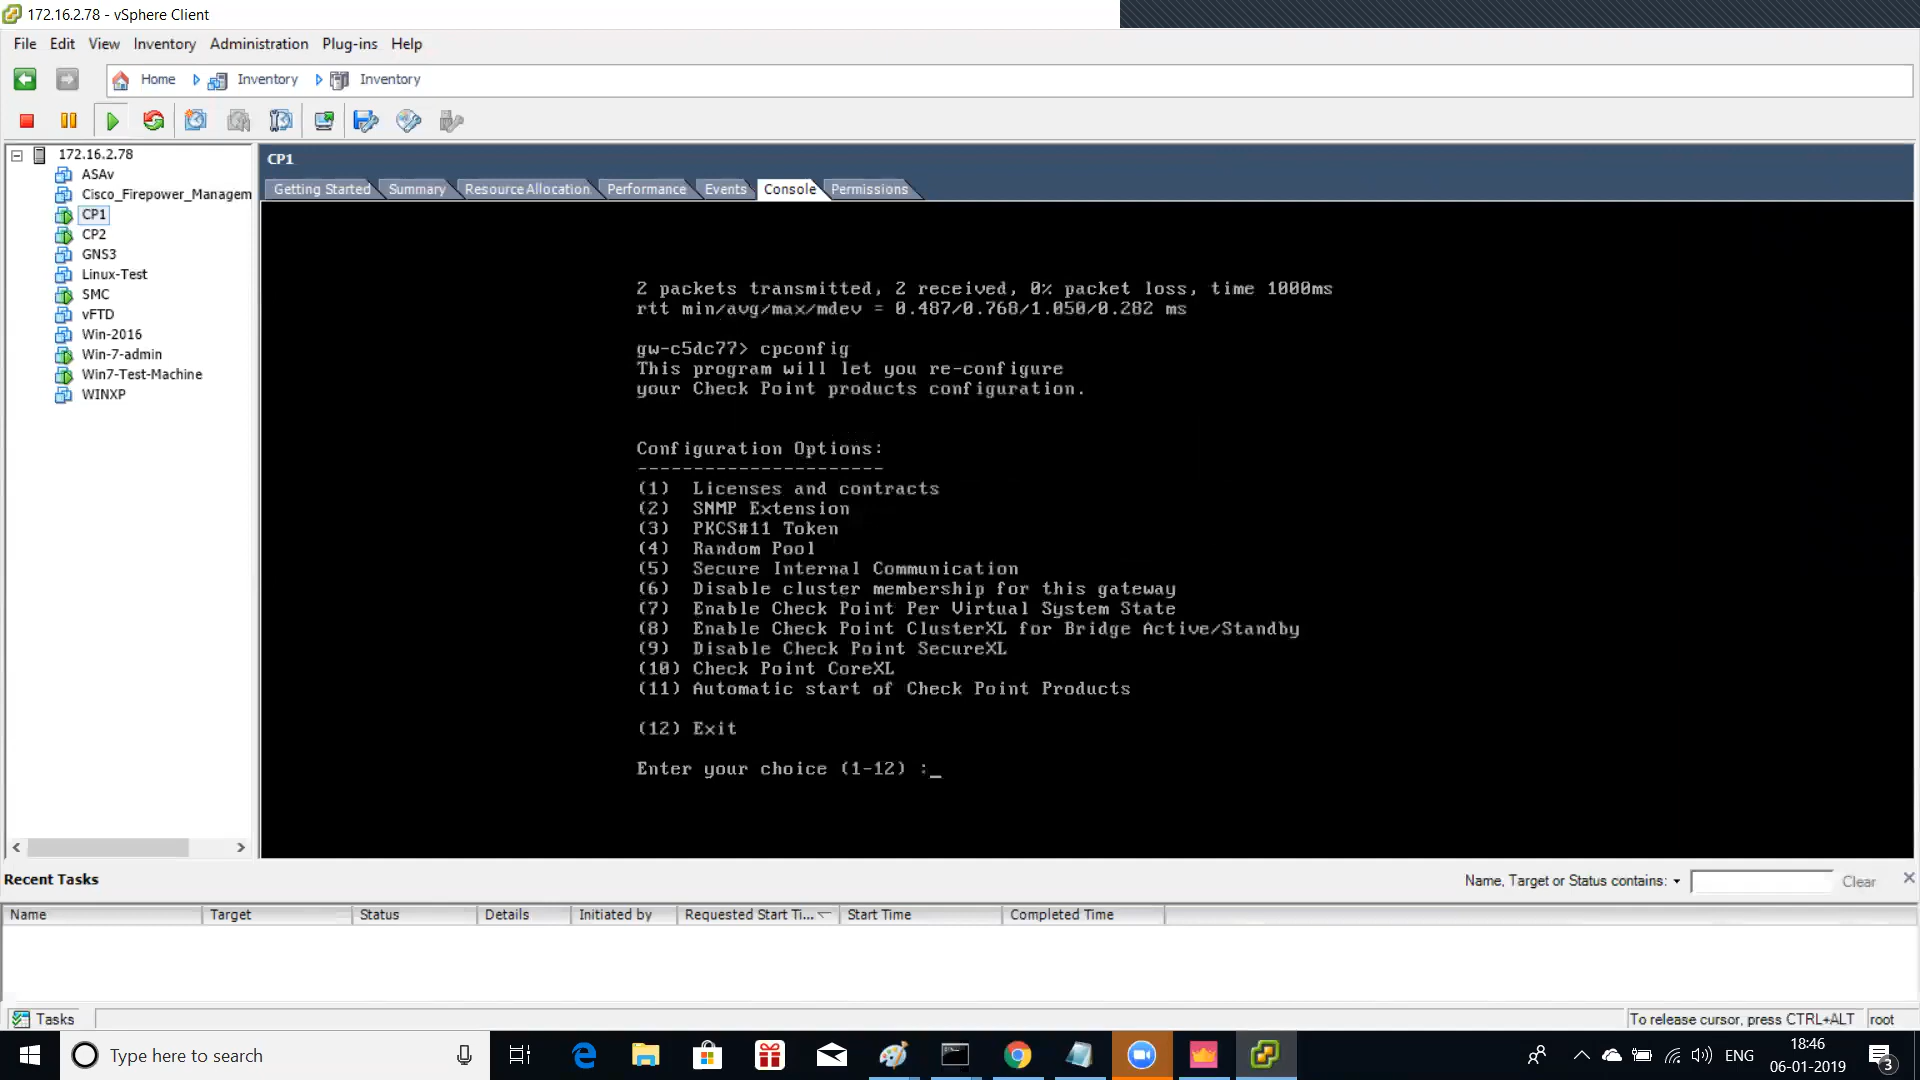 172.16.2.78 - vSphere Client
File Edit View Inventory Administration Plug-ins Help
Home Inventory Inventory
172.16.2.78
ASAv
Cisco_Firepower_Managem
CP1
CP2
GNS3
Linux-Test
SMC
vFTD
Win-2016
Win-7-admin
Win7-Test-Machine
WINXP
CP1
Getting Started Summary Resource Allocation Performance Events Console Permissions
2 packets transmitted, 2 received, 0% packet loss, time 1000ms
rtt min/avg/max/mdev = 0.487/0.768/1.050/0.282 ms
gw-c5dc77> cpconfig
This program will let you re-configure
your Check Point products configuration.
Configuration Options:
----------------------
(1) Licenses and contracts
(2) SNMP Extension
(3) PKCS#11 Token
(4) Random Pool
(5) Secure Internal Communication
(6) Disable cluster membership for this gateway
(7) Enable Check Point Per Virtual System State
(8) Enable Check Point ClusterXL for Bridge Active/Standby
(9) Disable Check Point SecureXL
(10) Check Point CoreXL
(11) Automatic start of Check Point Products
(12) Exit
Enter your choice (1-12) :_
Recent Tasks
Name, Target or Status contains: Clear
Name Target Status Details Initiated by Requested Start Ti... Start Time Completed Time
Tasks
To release cursor, press CTRL+ALT root
Type here to search
ENG
18:46
06-01-2019
3